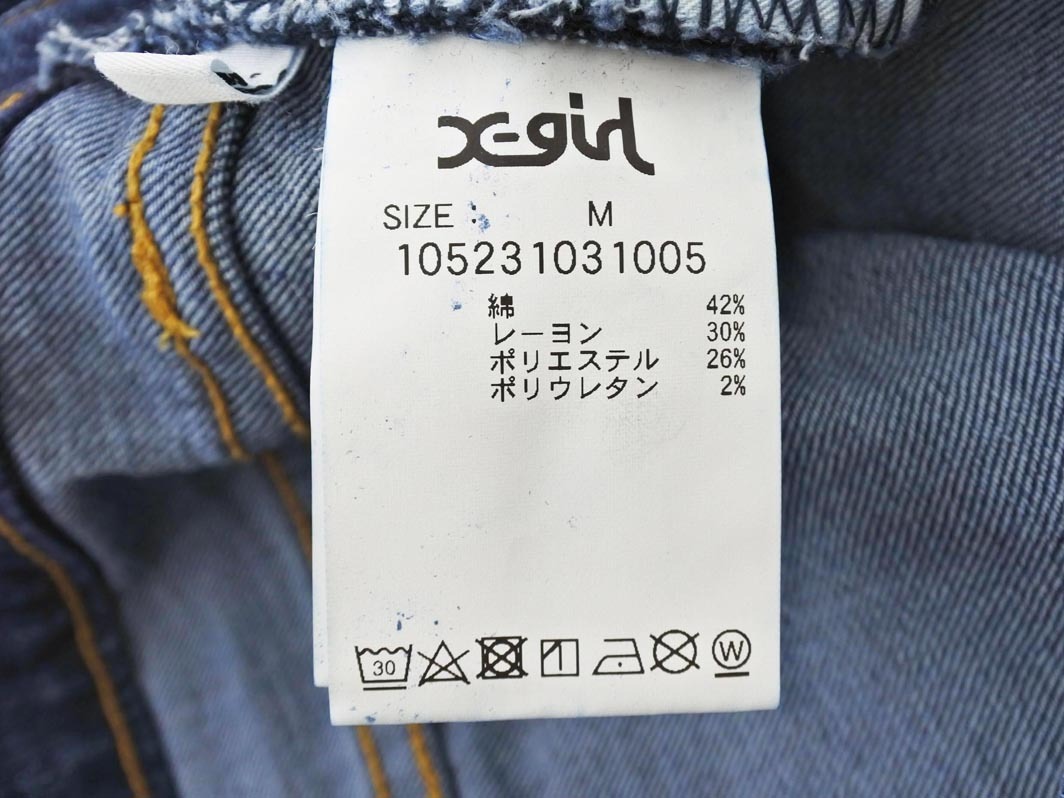 X-girl
SIZE : M
105231031005
綿 42%
レーヨン 30%
ポリエステル 26%
ポリウレタン 2%
30
W